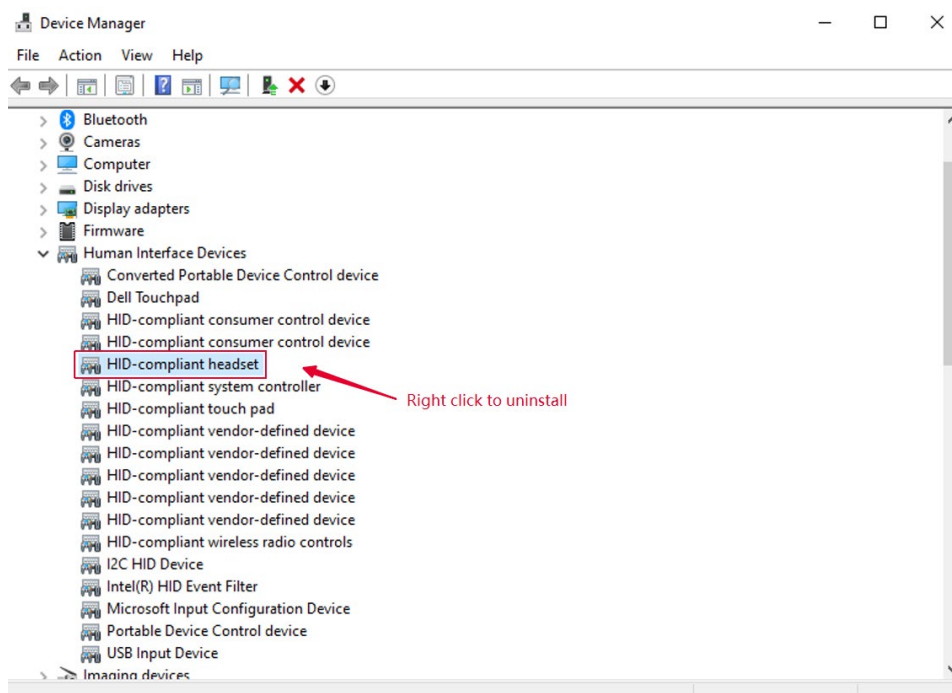 Device Manager
File Action View Help
Bluetooth
Cameras
Computer
Disk drives
Display adapters
Firmware
Human Interface Devices
Converted Portable Device Control device
Dell Touchpad
HID-compliant consumer control device
HID-compliant consumer control device
HID-compliant headset
HID-compliant system controller
Right click to uninstall
HID-compliant touch pad
HID-compliant vendor-defined device
HID-compliant vendor-defined device
HID-compliant vendor-defined device
HID-compliant vendor-defined device
HID-compliant vendor-defined device
HID-compliant wireless radio controls
I2C HID Device
Intel(R) HID Event Filter
Microsoft Input Configuration Device
Portable Device Control device
USB Input Device
Imaging devices